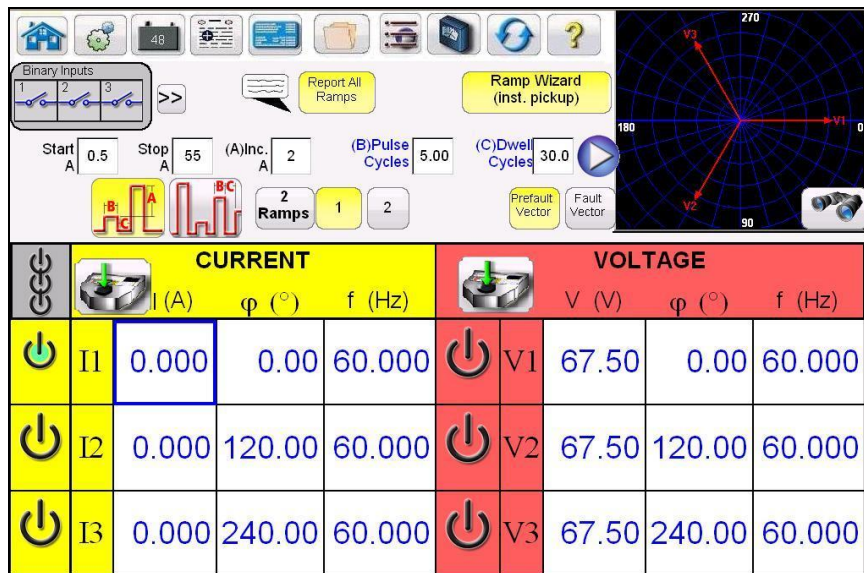 48
?
Binary Inputs
1 2 3
>>
Report All
Ramps
Ramp Wizard
(inst. pickup)
Start
A
0.5
Stop
A
55
(A)Inc.
A
2
(B)Pulse
Cycles
5.00
(C)Dwell
Cycles
30.0
B
A
C
B C
2
Ramps
1
2
Prefault
Vector
Fault
Vector
270
180
0
90
V3
V1
V2
CURRENT
I (A) φ (°) f (Hz)
VOLTAGE
V (V) φ (°) f (Hz)
I1 0.000 0.00 60.000 V1 67.50 0.00 60.000
I2 0.000 120.00 60.000 V2 67.50 120.00 60.000
I3 0.000 240.00 60.000 V3 67.50 240.00 60.000